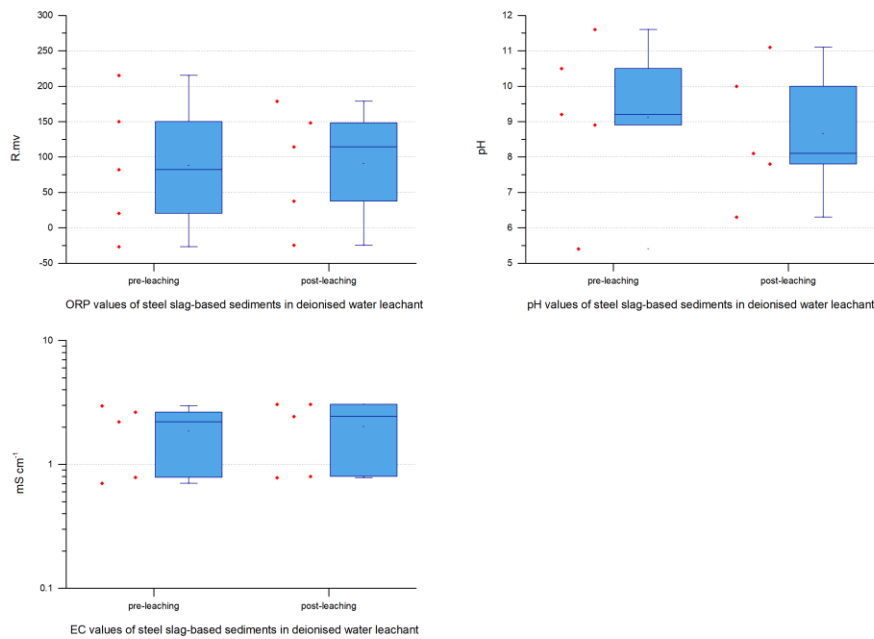 300
250
200
150
100
50
0
-50
R.mv
pre-leaching
post-leaching
ORP values of steel slag-based sediments in deionised water leachant
12
11
10
9
8
7
6
5
pH
pre-leaching
post-leaching
pH values of steel slag-based sediments in deionised water leachant
10
1
0.1
mS cm⁻¹
pre-leaching
post-leaching
EC values of steel slag-based sediments in deionised water leachant